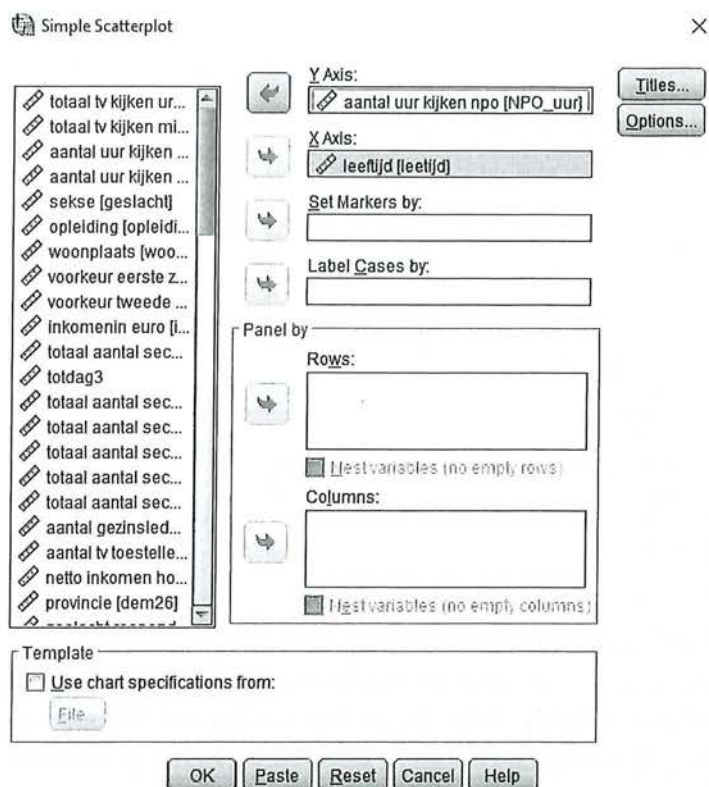 Simple Scatterplot
totaal tv kijken ur...
totaal tv kijken mi...
aantal uur kijken ...
aantal uur kijken ...
sekse [geslacht]
opleiding [opleidi...
woonplaats [woo...
voorkeur eerste z...
voorkeur tweede ...
inkomenin euro [i...
totaal aantal sec...
totdag3
totaal aantal sec...
totaal aantal sec...
totaal aantal sec...
totaal aantal sec...
totaal aantal sec...
aantal gezinsled...
aantal tv toestelle...
netto inkomen ho...
provincie [dem26]
Y Axis:
aantal uur kijken npo [NPO_uur]
X Axis:
leeftijd [leetijd]
Set Markers by:
Label Cases by:
Panel by
Rows:
Nest variables (no empty rows)
Columns:
Nest variables (no empty columns)
Titles...
Options...
Template
Use chart specifications from:
File...
OK Paste Reset Cancel Help